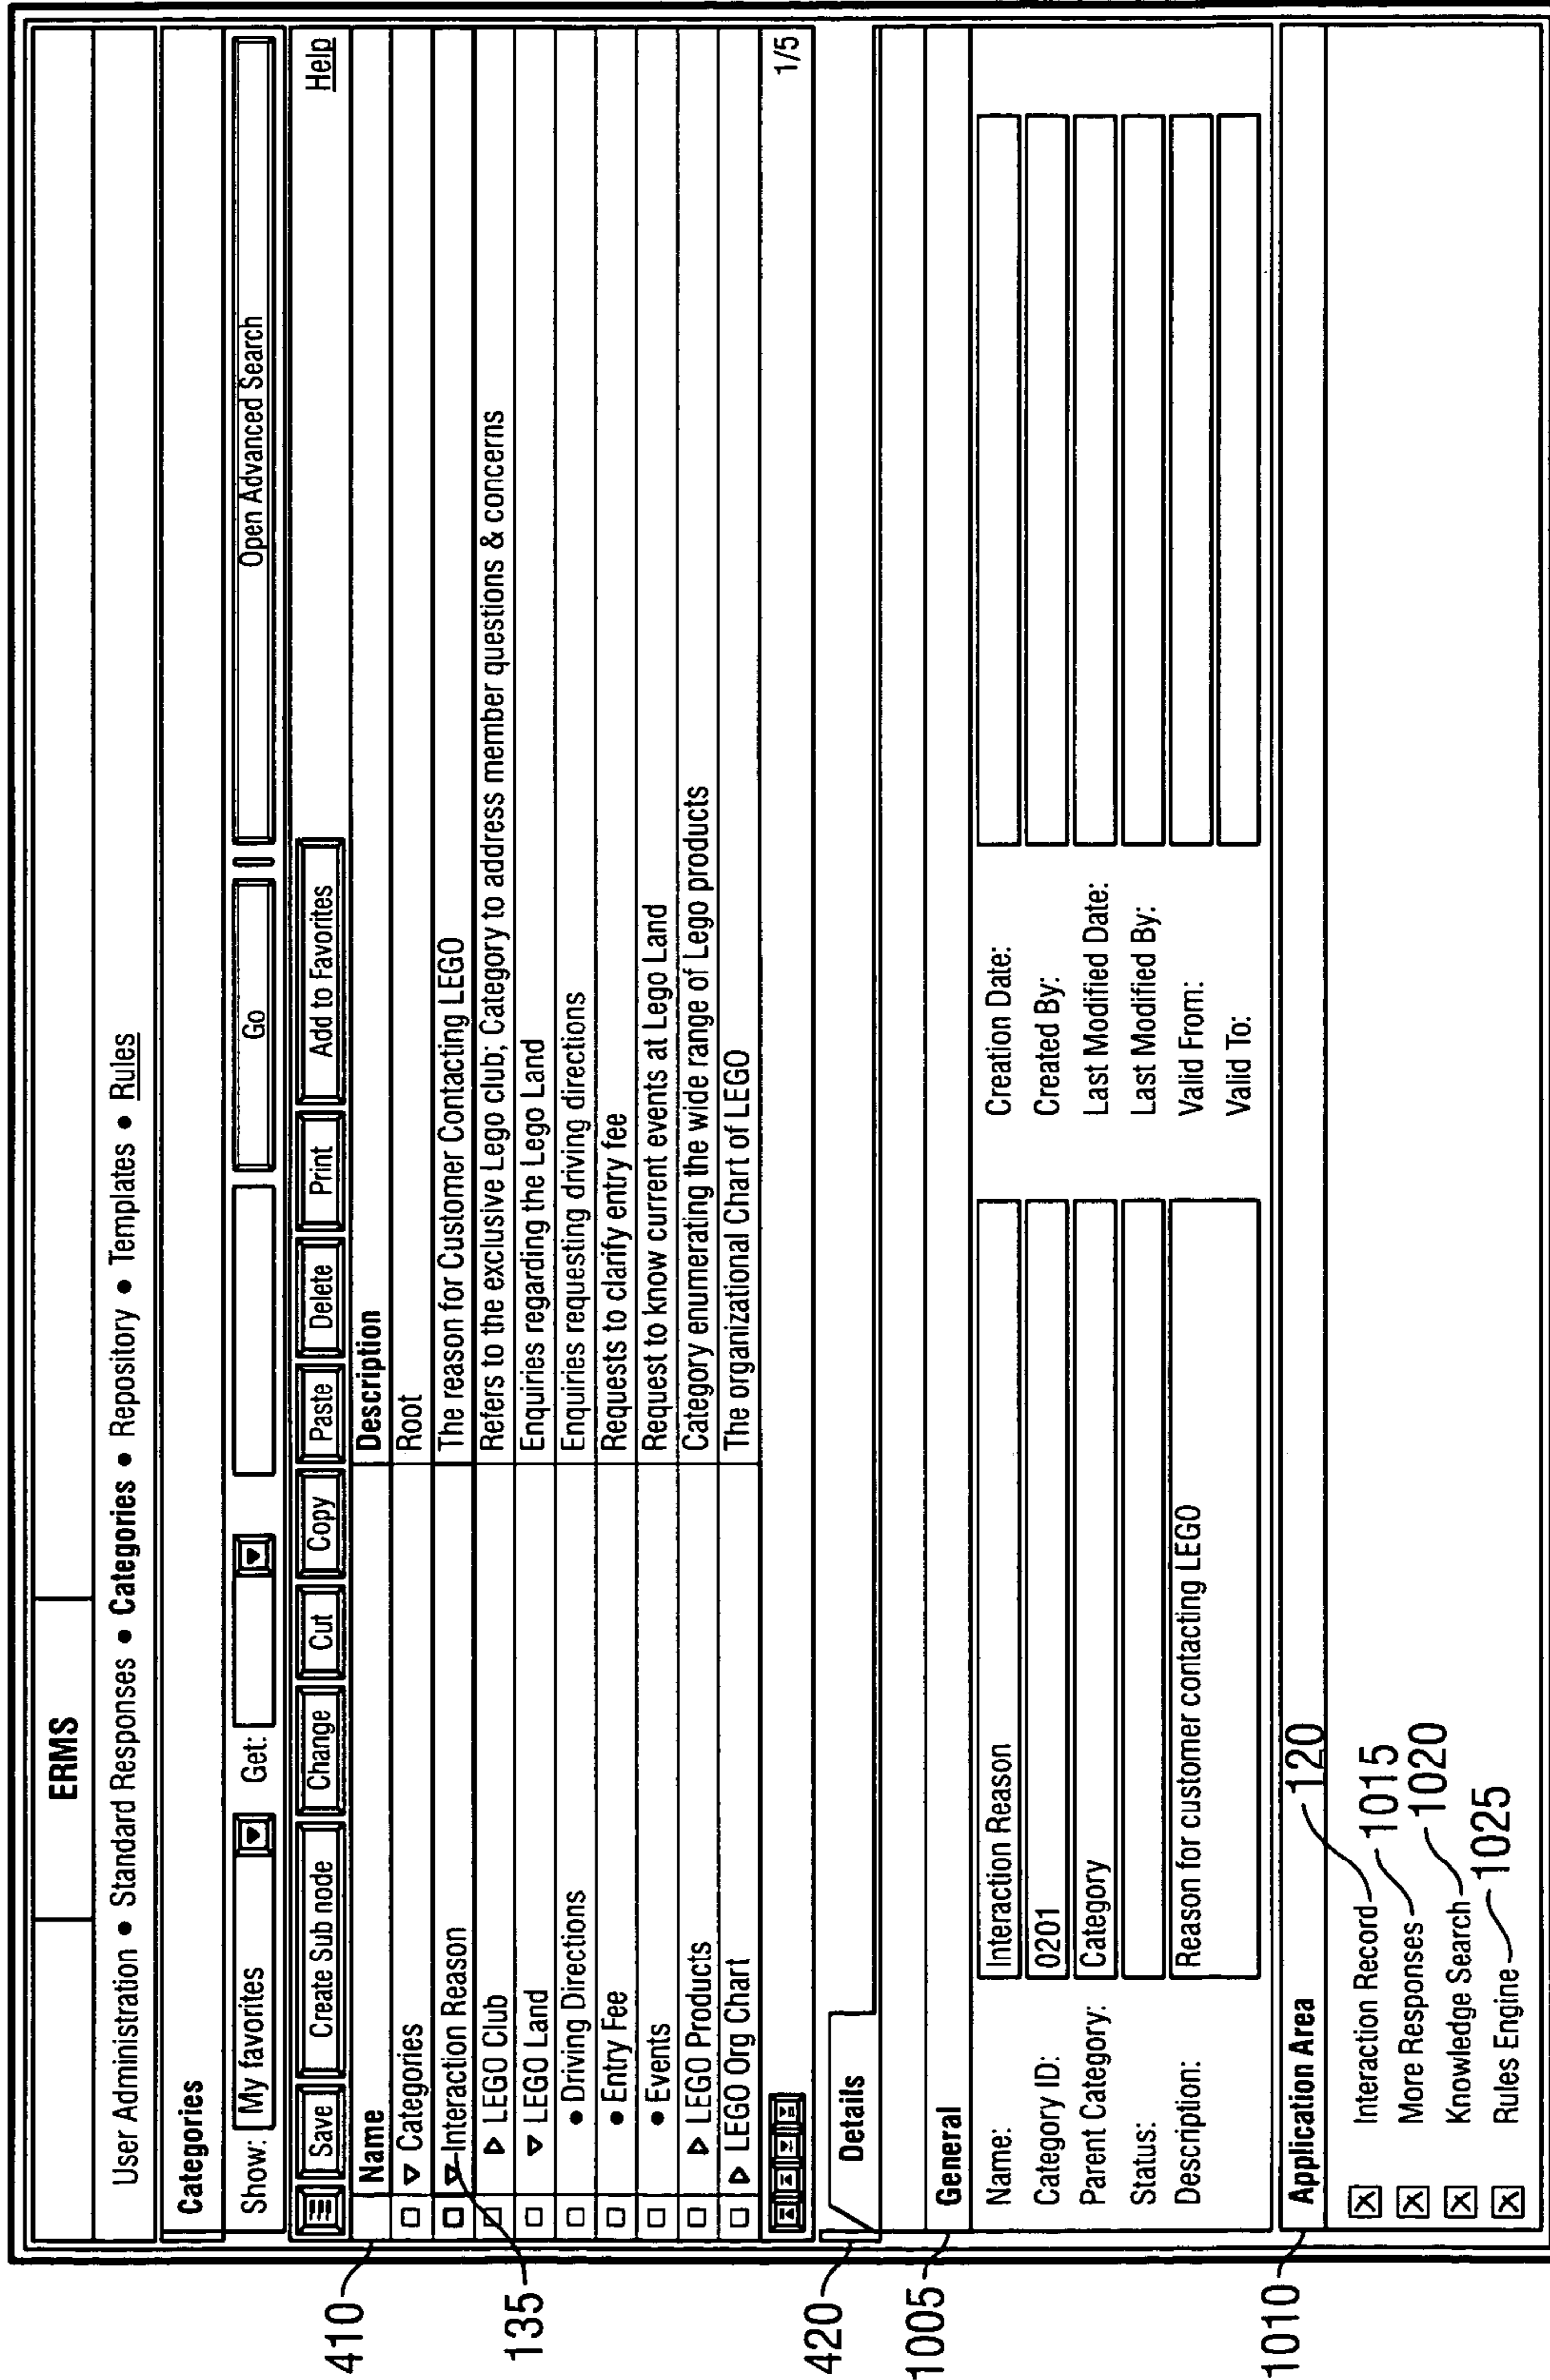 ERMS
User Administration • Standard Responses • Categories • Repository • Templates • Rules
Categories
Show: My favorites Get: Go Open Advanced Search
Save Create Sub node Change Cut Copy Paste Delete Print Add to Favorites Help
410
Name Description
Categories Root
135
Interaction Reason The reason for Customer Contacting LEGO
LEGO Club Refers to the exclusive Lego club; Category to address member questions & concerns
LEGO Land Enquiries regarding the Lego Land
• Driving Directions Enquiries requesting driving directions
• Entry Fee Requests to clarify entry fee
• Events Request to know current events at Lego Land
LEGO Products Category enumerating the wide range of Lego products
LEGO Org Chart The organizational Chart of LEGO
1/5
420
Details
1005
General
Name: Interaction Reason Creation Date:
Category ID: 0201 Created By:
Parent Category: Category Last Modified Date:
Status: Last Modified By:
Description: Reason for customer contacting LEGO Valid From:
Valid To:
1010
Application Area
Interaction Record 120
More Responses 1015
Knowledge Search 1020
Rules Engine 1025